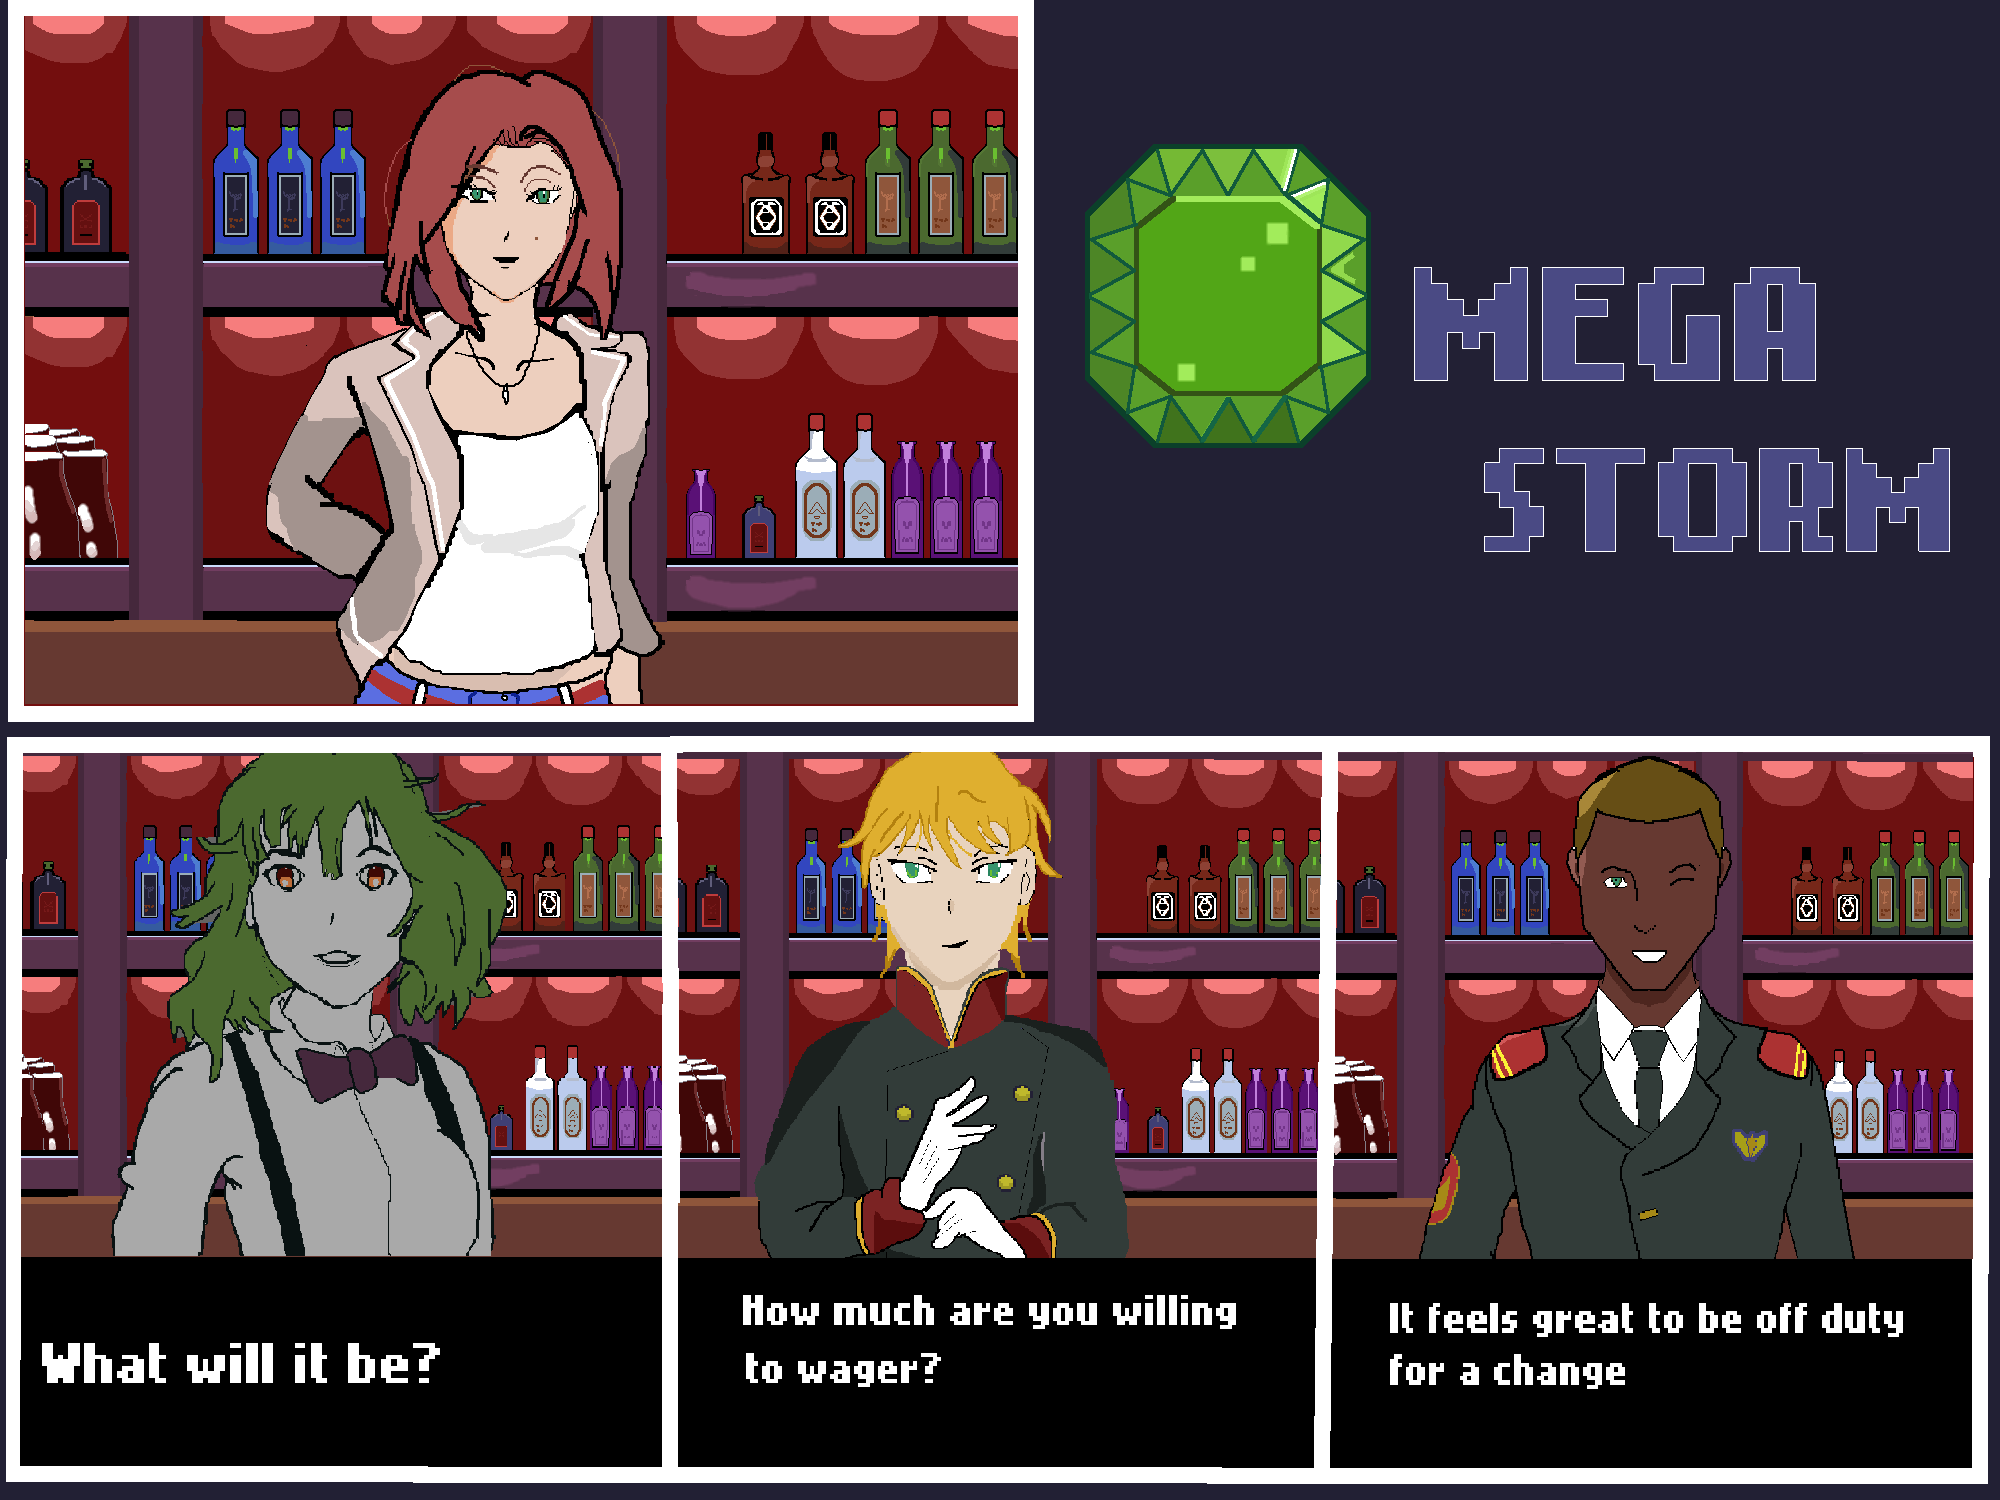 MEGA
STORM
What will it be?
How much are you willing
to wager?
It feels great to be off duty
for a change